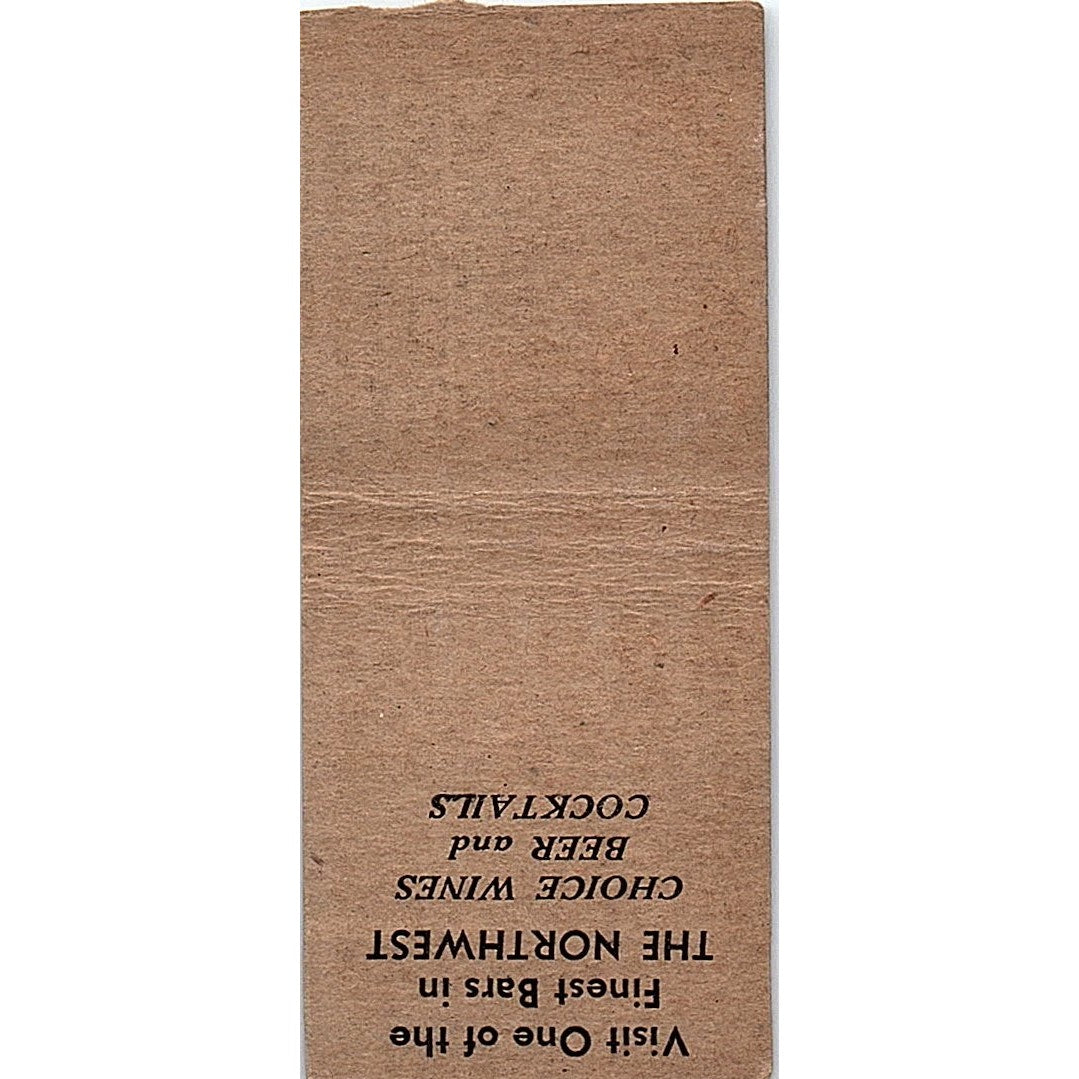 Visit One of the
Finest Bars in
THE NORTHWEST
CHOICE WINES
BEER and
COCKTAILS